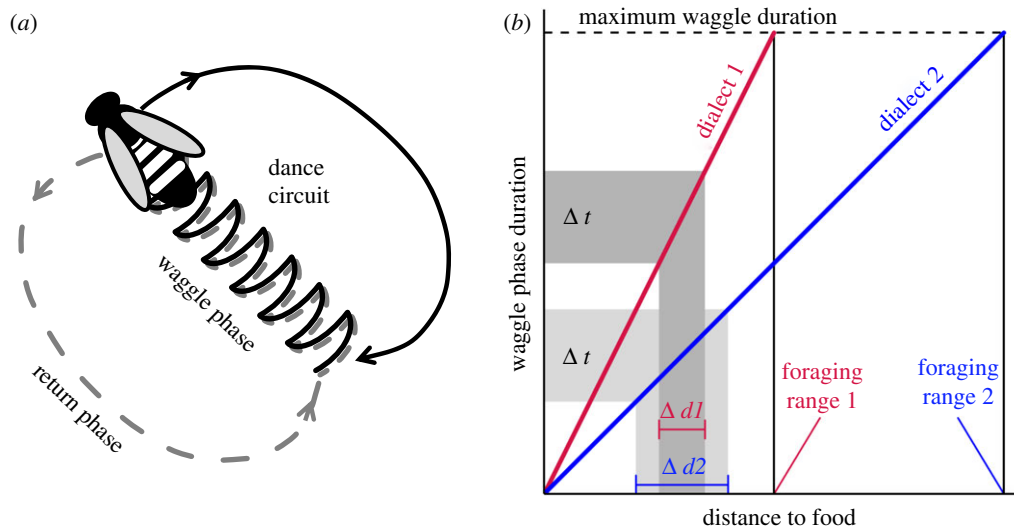 (a)
dance
circuit
waggle phase
return phase
(b)
maximum waggle duration
waggle phase duration
dialect 1
dialect 2
Δ t
Δ t
foraging
range 1
foraging
range 2
Δ d1
Δ d2
distance to food